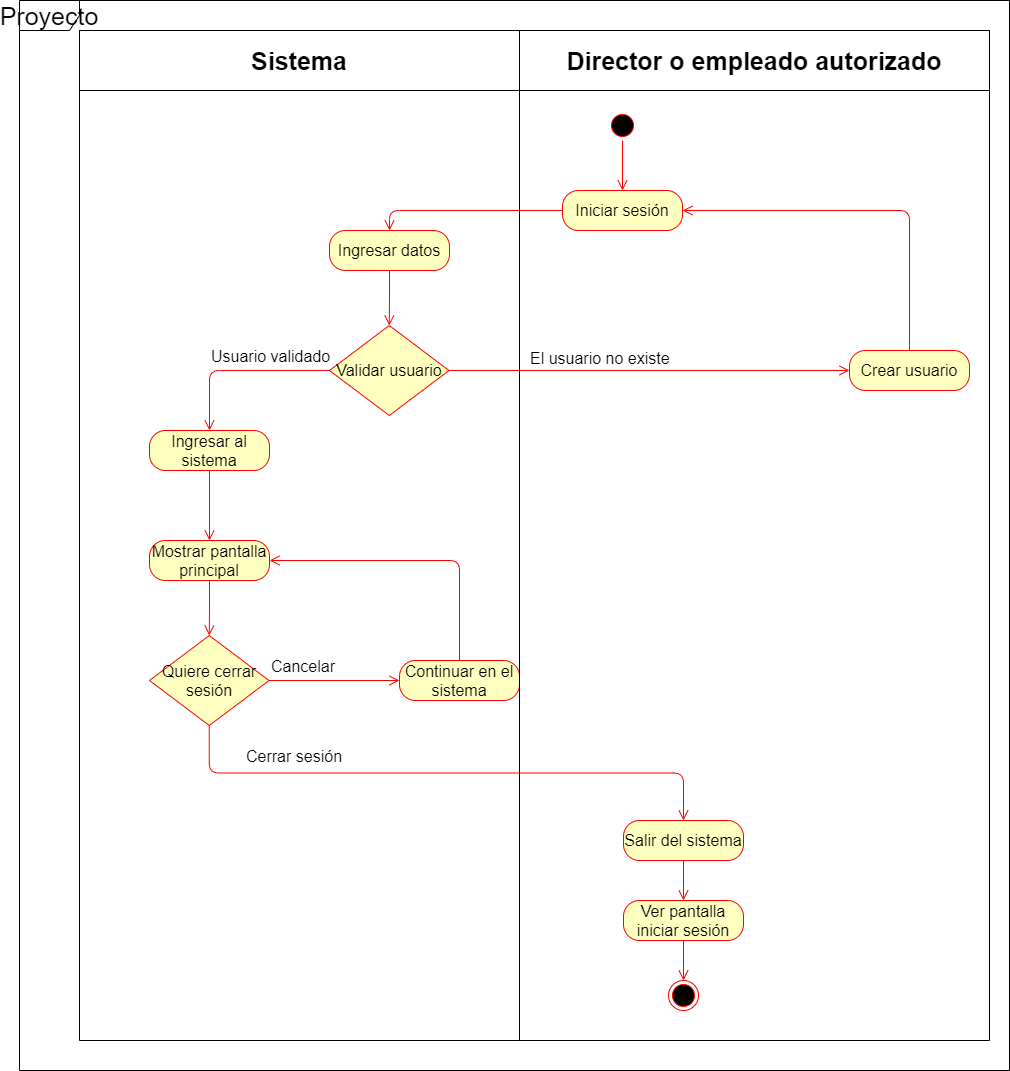 Proyecto
Sistema
Director o empleado autorizado
Iniciar sesión
Ingresar datos
Usuario validado
Validar usuario
El usuario no existe
Crear usuario
Ingresar al
sistema
Mostrar pantalla
principal
Quiere cerrar
sesión
Cancelar
Continuar en el
sistema
Cerrar sesión
Salir del sistema
Ver pantalla
iniciar sesión